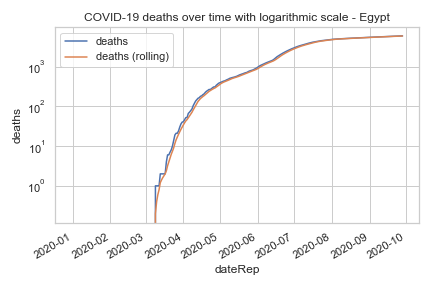 COVID-19 deaths over time with logarithmic scale - Egypt
deaths
deaths (rolling)
10³
10²
10¹
10⁰
deaths
2020-01
2020-02
2020-03
2020-04
2020-05
2020-06
2020-07
2020-08
2020-09
2020-10
dateRep